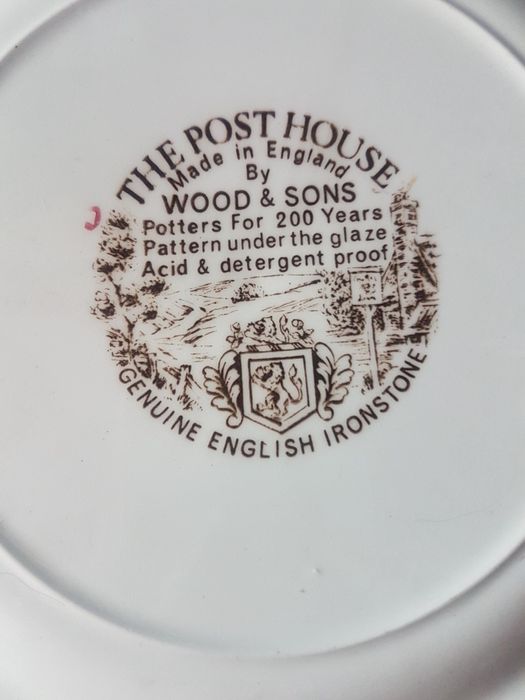 THE POST HOUSE
Made in England
By
WOOD & SONS
Potters For 200 Years
Pattern under the glaze
Acid & detergent proof
GENUINE ENGLISH IRONSTONE